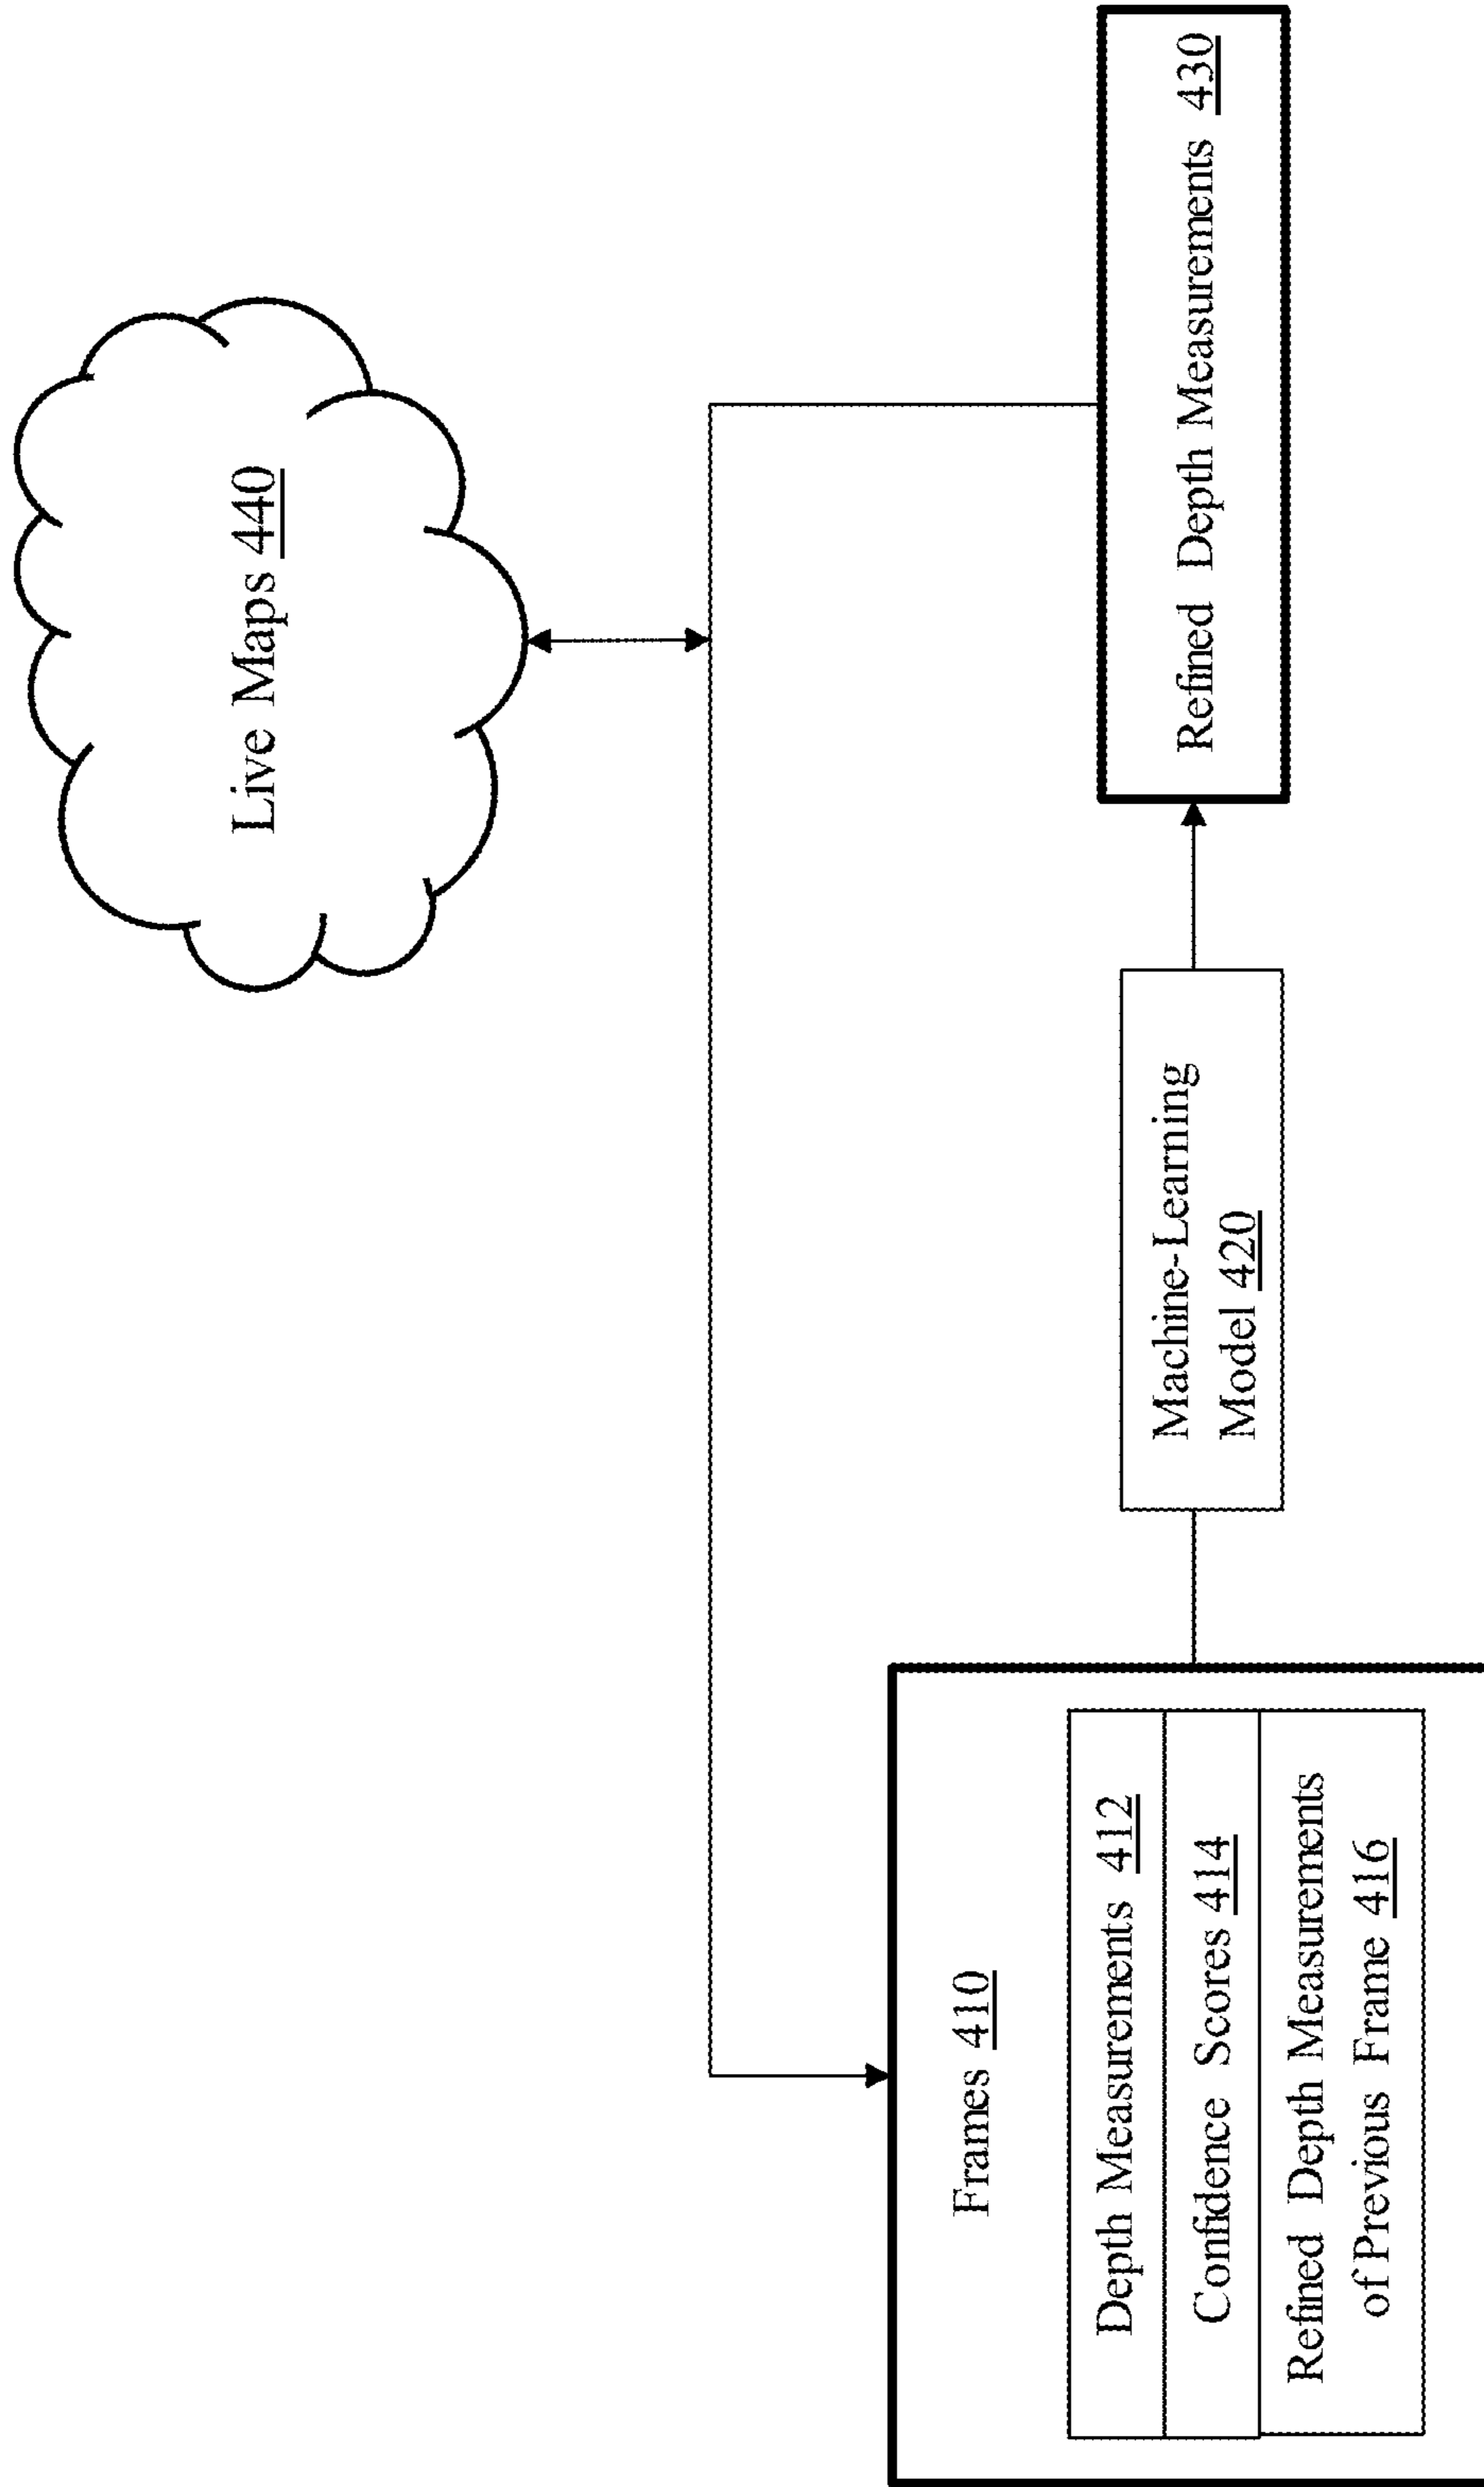 Live Maps 440
Frames 410
Depth Measurements 412
Confidence Scores 414
Refined Depth Measurements
of Previous Frame 416
Machine-Learning
Model 420
Refined Depth Measurements 430